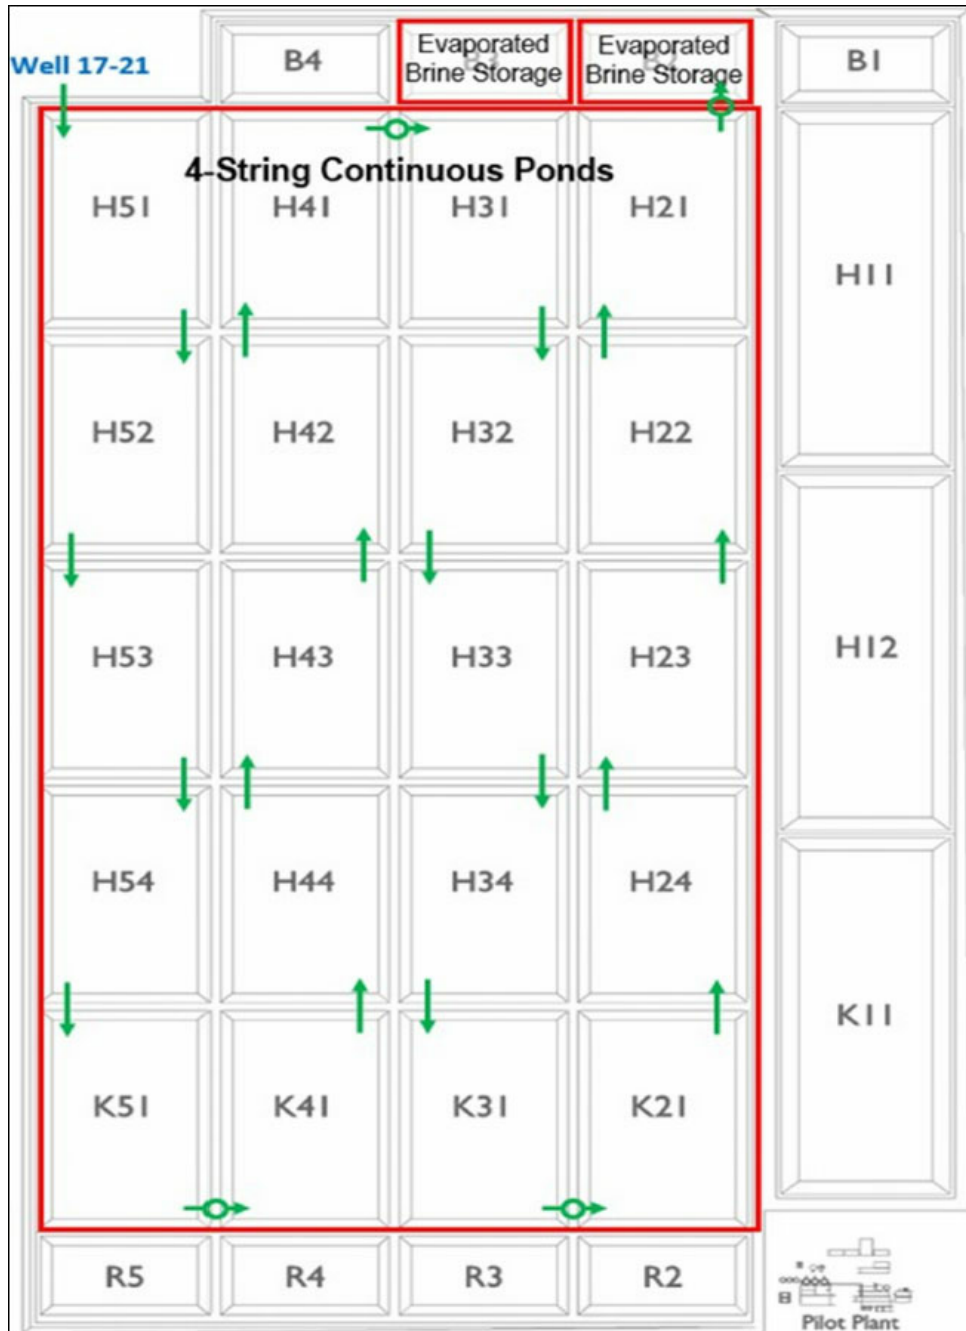 B4
Evaporated
Brine Storage
Evaporated
Brine Storage
B1
Well 17-21
4-String Continuous Ponds
H51
H41
H31
H21
H11
H52
H42
H32
H22
H53
H43
H33
H23
H12
H54
H44
H34
H24
K11
K51
K41
K31
K21
R5
R4
R3
R2
Pilot Plant